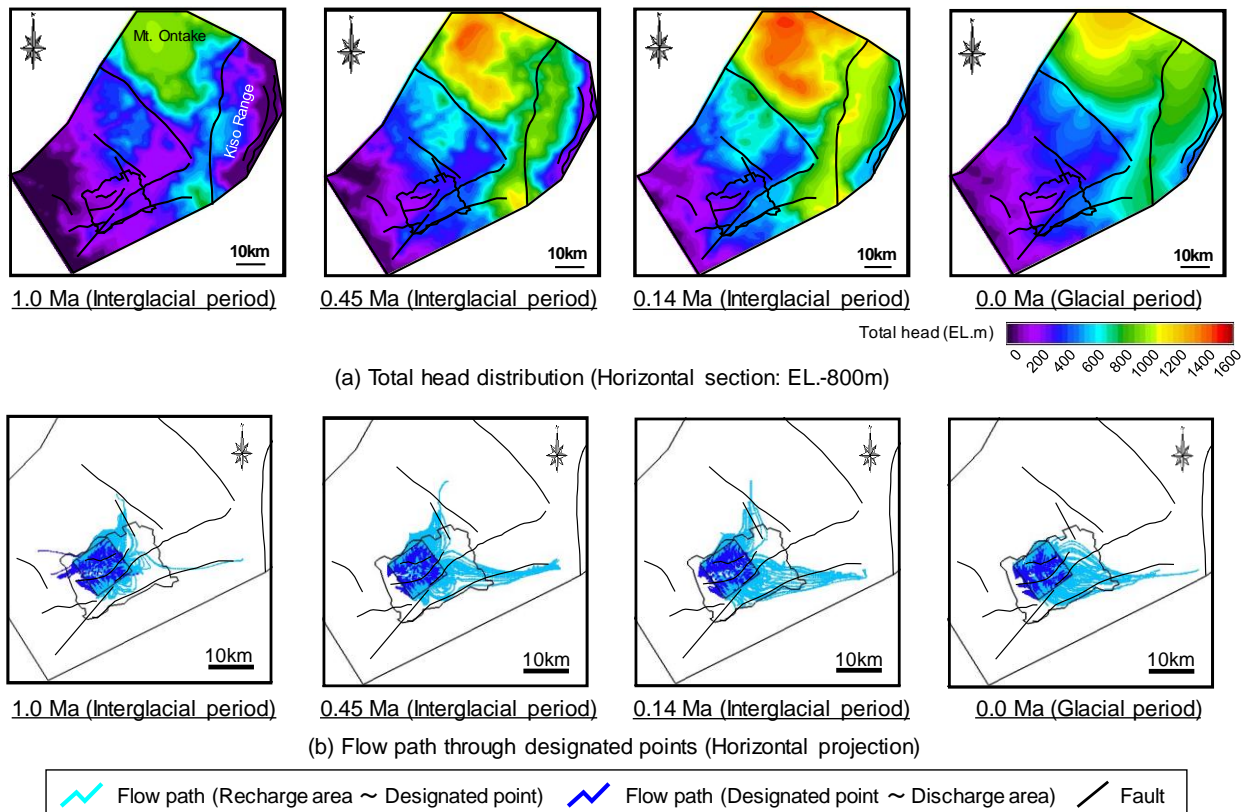 Mt. Ontake
Kiso Range
10km
10km
10km
10km
1.0 Ma (Interglacial period)
0.45 Ma (Interglacial period)
0.14 Ma (Interglacial period)
0.0 Ma (Glacial period)
Total head (EL.m)
0 200 400 600 800 1000 1200 1400 1600
(a) Total head distribution (Horizontal section: EL.-800m)
10km
10km
10km
10km
1.0 Ma (Interglacial period)
0.45 Ma (Interglacial period)
0.14 Ma (Interglacial period)
0.0 Ma (Glacial period)
(b) Flow path through designated points (Horizontal projection)
Flow path (Recharge area ～ Designated point)
Flow path (Designated point ～ Discharge area)
Fault